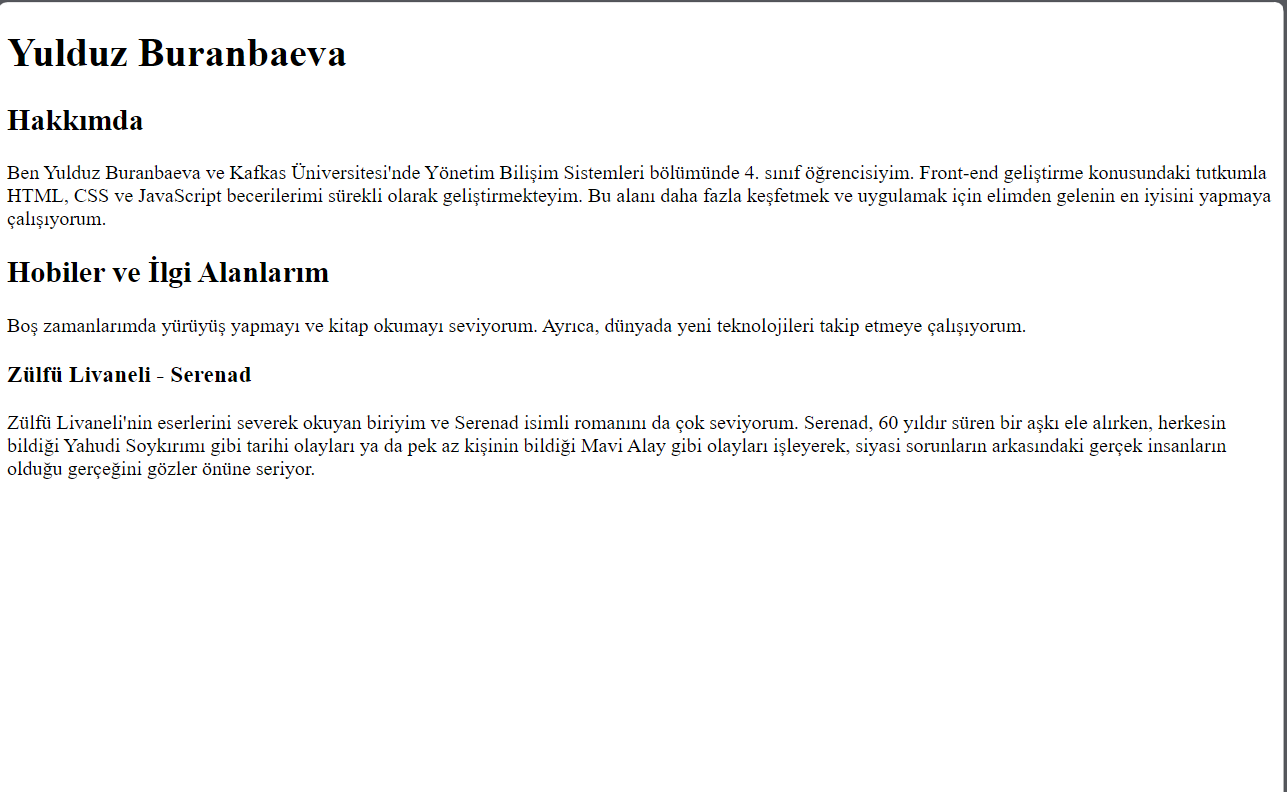 Yulduz Buranbaeva
Hakkımda
Ben Yulduz Buranbaeva ve Kafkas Üniversitesi'nde Yönetim Bilişim Sistemleri bölümünde 4. sınıf öğrencisiyim. Front-end geliştirme konusundaki tutkumla
HTML, CSS ve JavaScript becerilerimi sürekli olarak geliştirmekteyim. Bu alanı daha fazla keşfetmek ve uygulamak için elimden gelenin en iyisini yapmaya
çalışıyorum.
Hobiler ve İlgi Alanlarım
Boş zamanlarımda yürüyüş yapmayı ve kitap okumayı seviyorum. Ayrıca, dünyada yeni teknolojileri takip etmeye çalışıyorum.
Zülfü Livaneli - Serenad
Zülfü Livaneli'nin eserlerini severek okuyan biriyim ve Serenad isimli romanını da çok seviyorum. Serenad, 60 yıldır süren bir aşkı ele alırken, herkesin
bildiği Yahudi Soykırımı gibi tarihi olayları ya da pek az kişinin bildiği Mavi Alay gibi olayları işleyerek, siyasi sorunların arkasındaki gerçek insanların
olduğu gerçeğini gözler önüne seriyor.